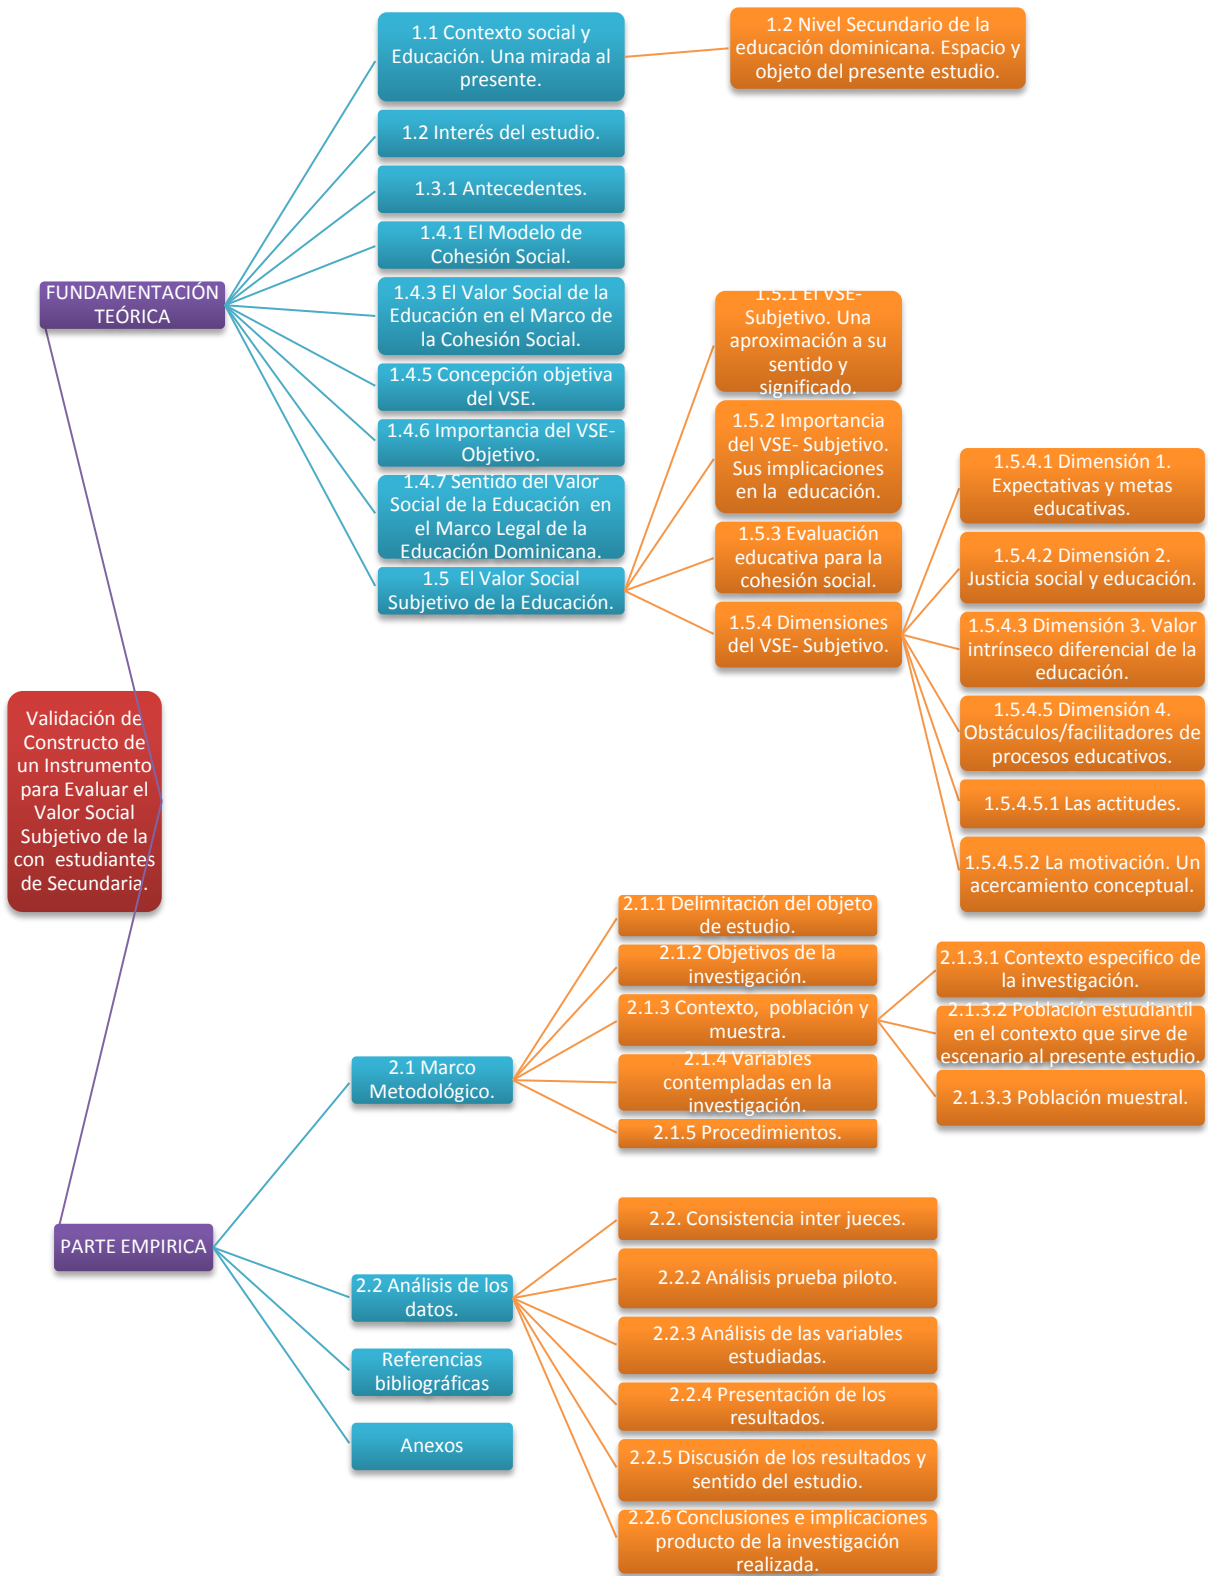 Validación de
Constructo de
un Instrumento
para Evaluar el
Valor Social
Subjetivo de la
con estudiantes
de Secundaria.
FUNDAMENTACIÓN
TEÓRICA
1.1 Contexto social y
Educación. Una mirada al
presente.
1.2 Nivel Secundario de la
educación dominicana. Espacio y
objeto del presente estudio.
1.2 Interés del estudio.
1.3.1 Antecedentes.
1.4.1 El Modelo de
Cohesión Social.
1.4.3 El Valor Social de la
Educación en el Marco de
la Cohesión Social.
1.4.5 Concepción objetiva
del VSE.
1.4.6 Importancia del VSE-
Objetivo.
1.4.7 Sentido del Valor
Social de la Educación en
el Marco Legal de la
Educación Dominicana.
1.5 El Valor Social
Subjetivo de la Educación.
1.5.1 El VSE-
Subjetivo. Una
aproximación a su
sentido y
significado.
1.5.2 Importancia
del VSE- Subjetivo.
Sus implicaciones
en la educación.
1.5.3 Evaluación
educativa para la
cohesión social.
1.5.4 Dimensiones
del VSE- Subjetivo.
1.5.4.1 Dimensión 1.
Expectativas y metas
educativas.
1.5.4.2 Dimensión 2.
Justicia social y educación.
1.5.4.3 Dimensión 3. Valor
intrínseco diferencial de la
educación.
1.5.4.5 Dimensión 4.
Obstáculos/facilitadores de
procesos educativos.
1.5.4.5.1 Las actitudes.
1.5.4.5.2 La motivación. Un
acercamiento conceptual.
PARTE EMPIRICA
2.1 Marco
Metodológico.
2.1.1 Delimitación del objeto
de estudio.
2.1.2 Objetivos de la
investigación.
2.1.3 Contexto, población y
muestra.
2.1.3.1 Contexto especifico de
la investigación.
2.1.3.2 Población estudiantil
en el contexto que sirve de
escenario al presente estudio.
2.1.3.3 Población muestral.
2.1.4 Variables
contempladas en la
investigación.
2.1.5 Procedimientos.
2.2 Análisis de los
datos.
2.2. Consistencia inter jueces.
2.2.2 Análisis prueba piloto.
2.2.3 Análisis de las variables
estudiadas.
2.2.4 Presentación de los
resultados.
2.2.5 Discusión de los resultados y
sentido del estudio.
2.2.6 Conclusiones e implicaciones
producto de la investigación
realizada.
Referencias
bibliográficas
Anexos